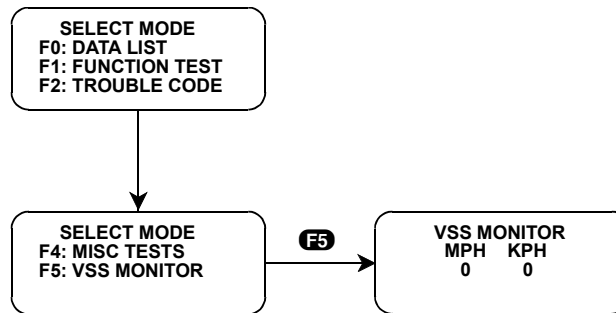 SELECT MODE
F0: DATA LIST
F1: FUNCTION TEST
F2: TROUBLE CODE
SELECT MODE
F4: MISC TESTS
F5: VSS MONITOR
F5
VSS MONITOR
MPH KPH
0 0